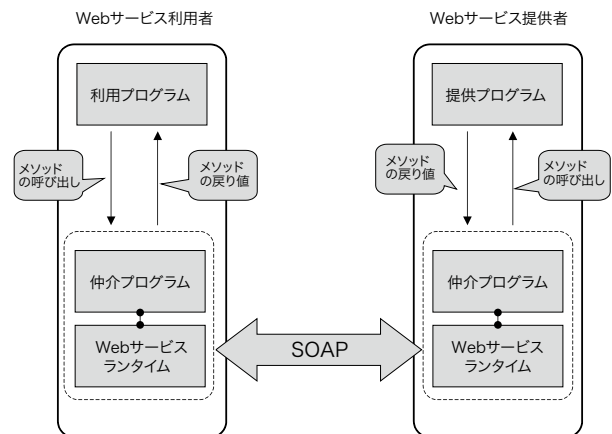 Webサービス利用者
利用プログラム
メソッド
の呼び出し
メソッド
の戻り値
仲介プログラム
Webサービス
ランタイム
SOAP
Webサービス提供者
提供プログラム
メソッド
の戻り値
メソッド
の呼び出し
仲介プログラム
Webサービス
ランタイム